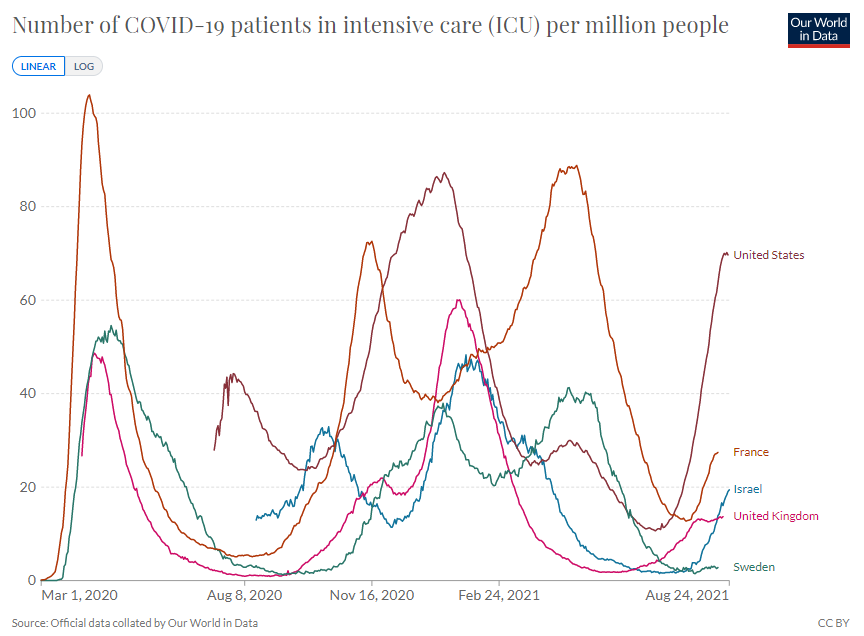 Number of COVID-19 patients in intensive care (ICU) per million people
Our World
in Data
LINEAR LOG
100
80
60
40
20
0
United States
France
Israel
United Kingdom
Sweden
Mar 1, 2020 Aug 8, 2020 Nov 16, 2020 Feb 24, 2021 Aug 24, 2021
Source: Official data collated by Our World in Data CC BY